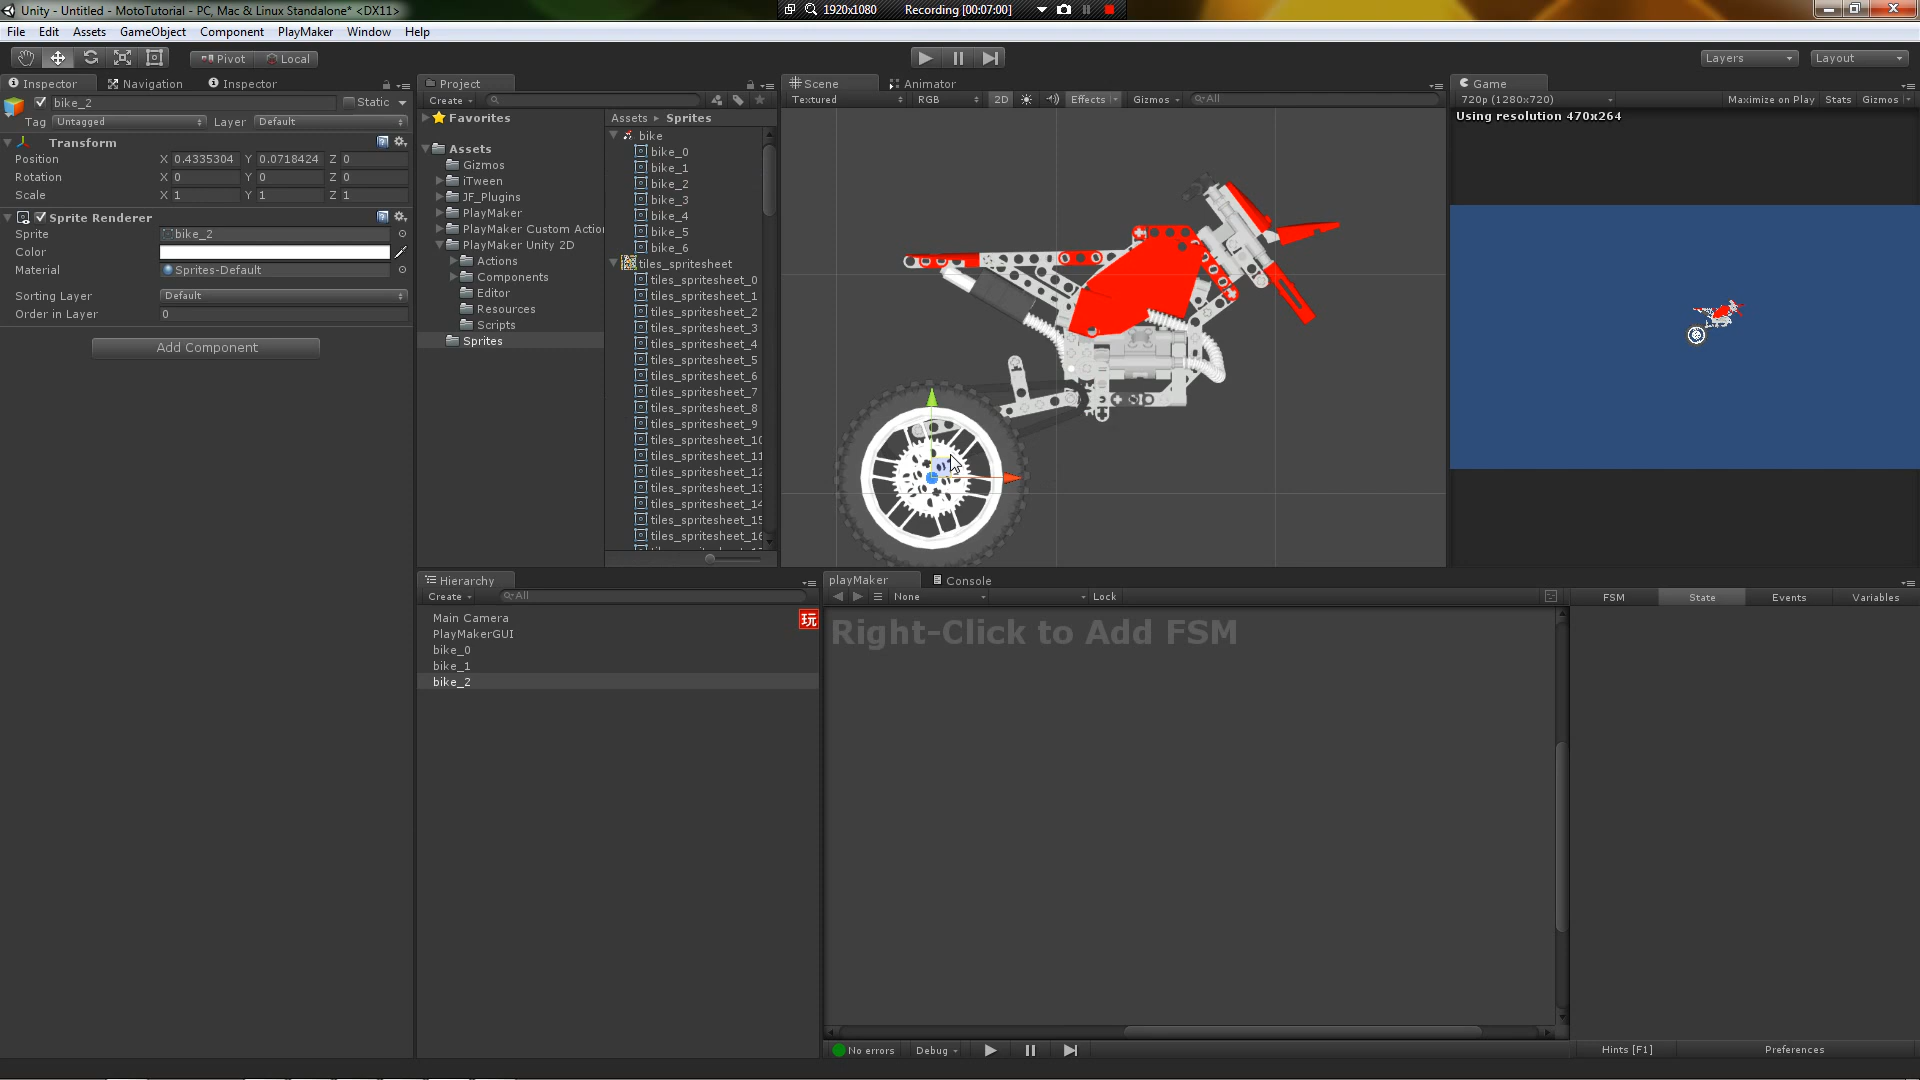 Unity - Untitled - MotoTutorial - PC, Mac & Linux Standalone* <DX11>
1920x1080 Recording [00:07:00]
File Edit Assets GameObject Component PlayMaker Window Help
Pivot Local Layers Layout
Inspector Navigation Inspector
bike_2 Static
Tag Untagged Layer Default
Transform
Position X 0.4335304 Y 0.0718424 Z 0
Rotation X 0 Y 0 Z 0
Scale X 1 Y 1 Z 1
Sprite Renderer
Sprite bike_2
Color
Material Sprites-Default
Sorting Layer Default
Order in Layer 0
Add Component
Project
Create
Favorites
Assets
Gizmos
iTween
JF_Plugins
PlayMaker
PlayMaker Custom Actio
PlayMaker Unity 2D
Actions
Components
Editor
Resources
Scripts
Sprites
Assets Sprites
bike
bike_0
bike_1
bike_2
bike_3
bike_4
bike_5
bike_6
tiles_spritesheet
tiles_spritesheet_0
tiles_spritesheet_1
tiles_spritesheet_2
tiles_spritesheet_3
tiles_spritesheet_4
tiles_spritesheet_5
tiles_spritesheet_6
tiles_spritesheet_7
tiles_spritesheet_8
tiles_spritesheet_9
tiles_spritesheet_10
tiles_spritesheet_11
tiles_spritesheet_12
tiles_spritesheet_13
tiles_spritesheet_14
tiles_spritesheet_15
tiles_spritesheet_16
Scene Animator
Textured RGB 2D Effects Gizmos All
Game
720p (1280x720) Maximize on Play Stats Gizmos
Using resolution 470x264
Hierarchy
Create All
Main Camera
玩
PlayMakerGUI
bike_0
bike_1
bike_2
playMaker Console
None Lock
Right-Click to Add FSM
FSM State Events Variables
No errors Debug
Hints [F1] Preferences